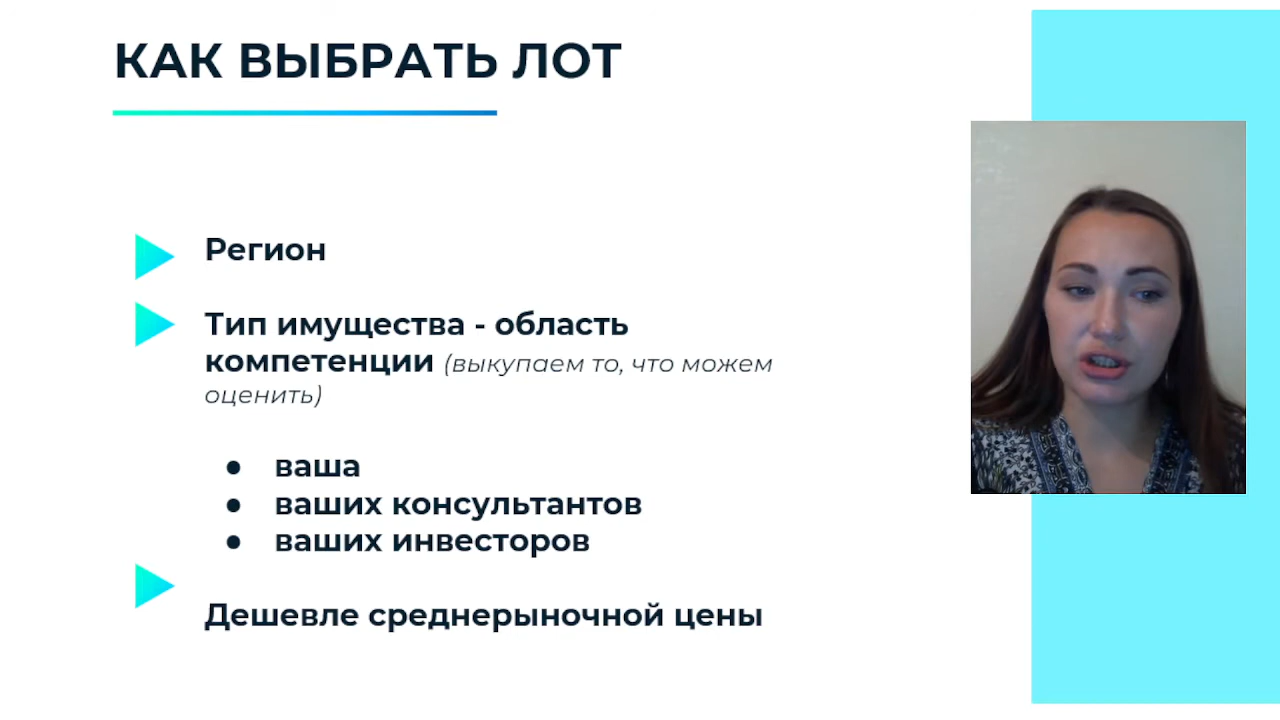 КАК ВЫБРАТЬ ЛОТ
Регион
Тип имущества - область
компетенции (выкупаем то, что можем
оценить)
● ваша
● ваших консультантов
● ваших инвесторов
Дешевле среднерыночной цены